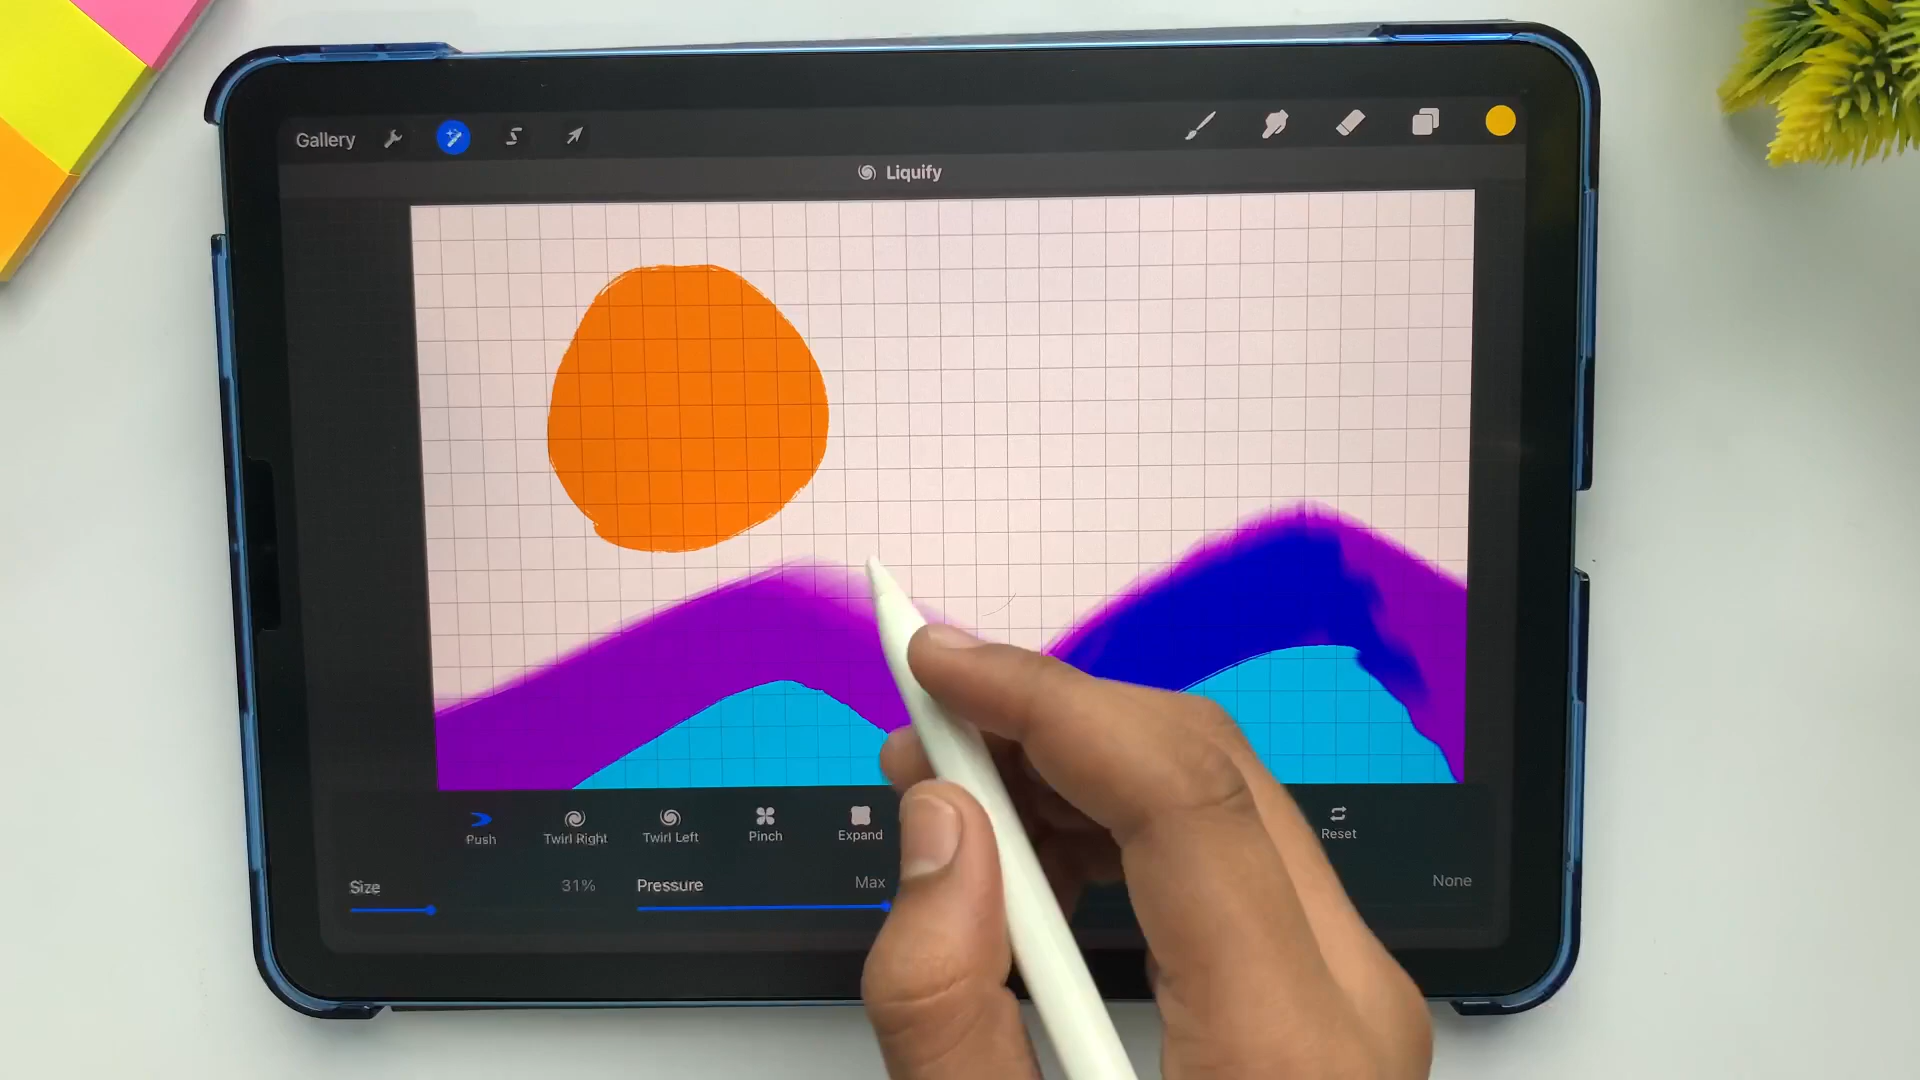 Gallery
Liquify
Push Twirl Right Twirl Left Pinch Expand Reset
Size 31% Pressure Max None